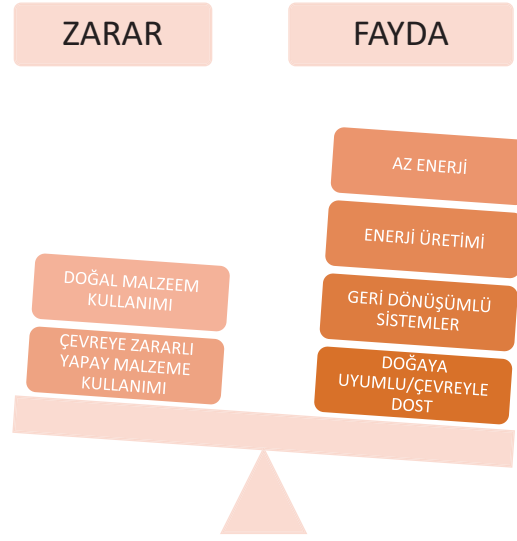 ZARAR
FAYDA
DOĞAL MALZEEM
KULLANIMI
ÇEVREYE ZARARLI
YAPAY MALZEME
KULLANIMI
AZ ENERJİ
ENERJİ ÜRETİMİ
GERİ DÖNÜŞÜMLÜ
SİSTEMLER
DOĞAYA
UYUMLU/ÇEVREYLE
DOST